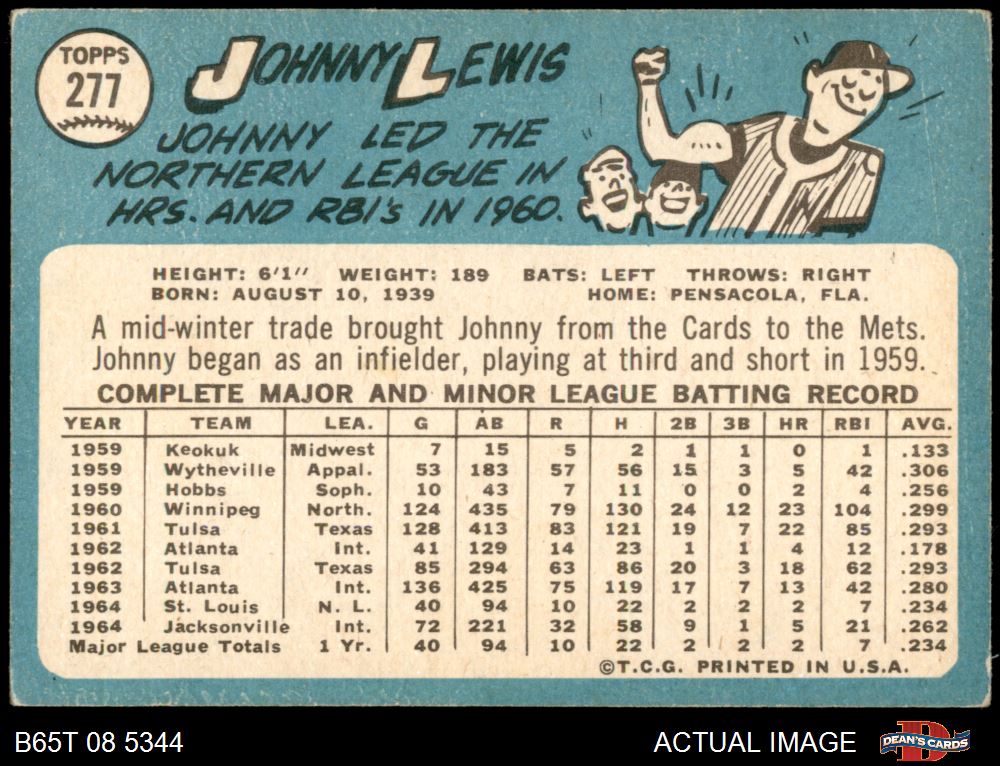 TOPPS
277
JOHNNY LEWIS
JOHNNY LED THE
NORTHERN LEAGUE IN
HRS. AND RBI's IN 1960.
HEIGHT: 6'1" WEIGHT: 189 BATS: LEFT THROWS: RIGHT
BORN: AUGUST 10, 1939 HOME: PENSACOLA, FLA.
A mid-winter trade brought Johnny from the Cards to the Mets.
Johnny began as an infielder, playing at third and short in 1959.
COMPLETE MAJOR AND MINOR LEAGUE BATTING RECORD
YEAR TEAM LEA. G AB R H 2B 3B HR RBI AVG.
1959 Keokuk Midwest 7 15 5 2 1 1 0 1 .133
1959 Wytheville Appal. 53 183 57 56 15 3 5 42 .306
1959 Hobbs Soph. 10 43 7 11 0 0 2 4 .256
1960 Winnipeg North. 124 435 79 130 24 12 23 104 .299
1961 Tulsa Texas 128 413 83 121 19 7 22 85 .293
1962 Atlanta Int. 41 129 14 23 1 1 4 12 .178
1962 Tulsa Texas 85 294 63 86 20 3 18 62 .293
1963 Atlanta Int. 136 425 75 119 17 7 13 42 .280
1964 St. Louis N. L. 40 94 10 22 2 2 2 7 .234
1964 Jacksonville Int. 72 221 32 58 9 1 5 21 .262
Major League Totals 1 Yr. 40 94 10 22 2 2 2 7 .234
©T.C.G. PRINTED IN U.S.A.
B65T 08 5344 ACTUAL IMAGE
D
DEAN'S CARDS